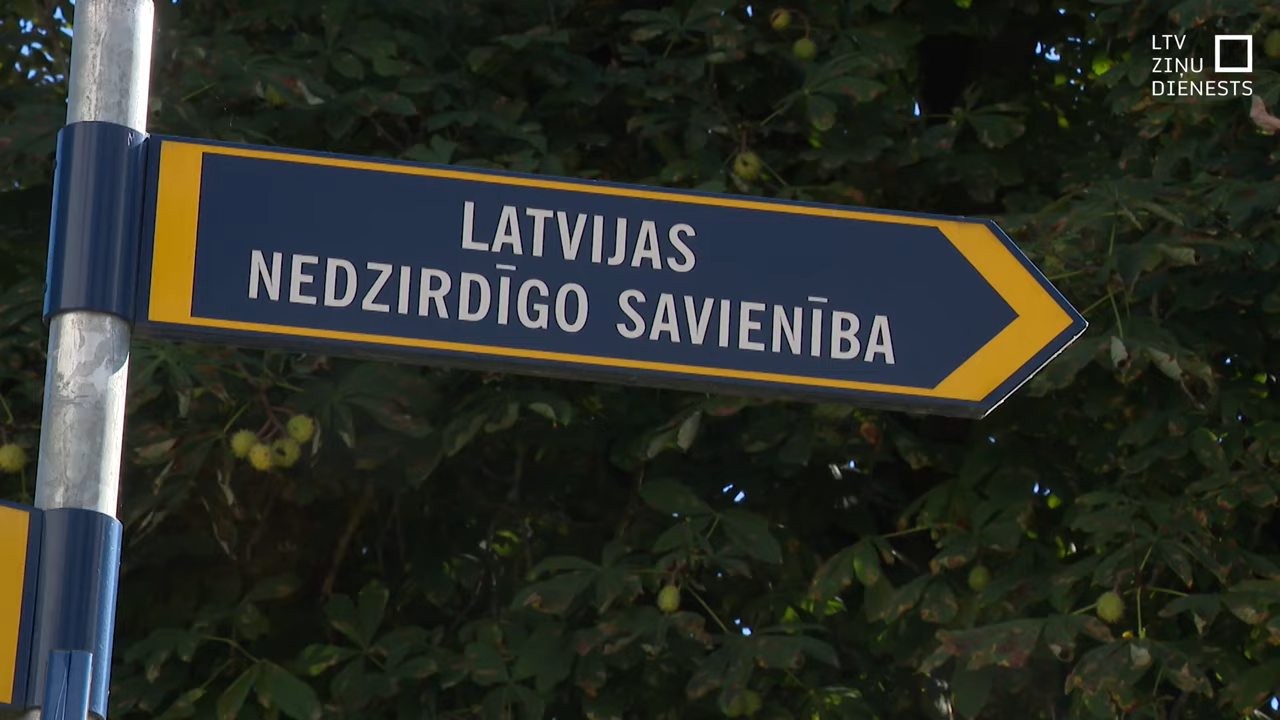 LATVIJAS
NEDZIRDĪGO SAVIENĪBA
LTV
ZIŅU
DIENESTS